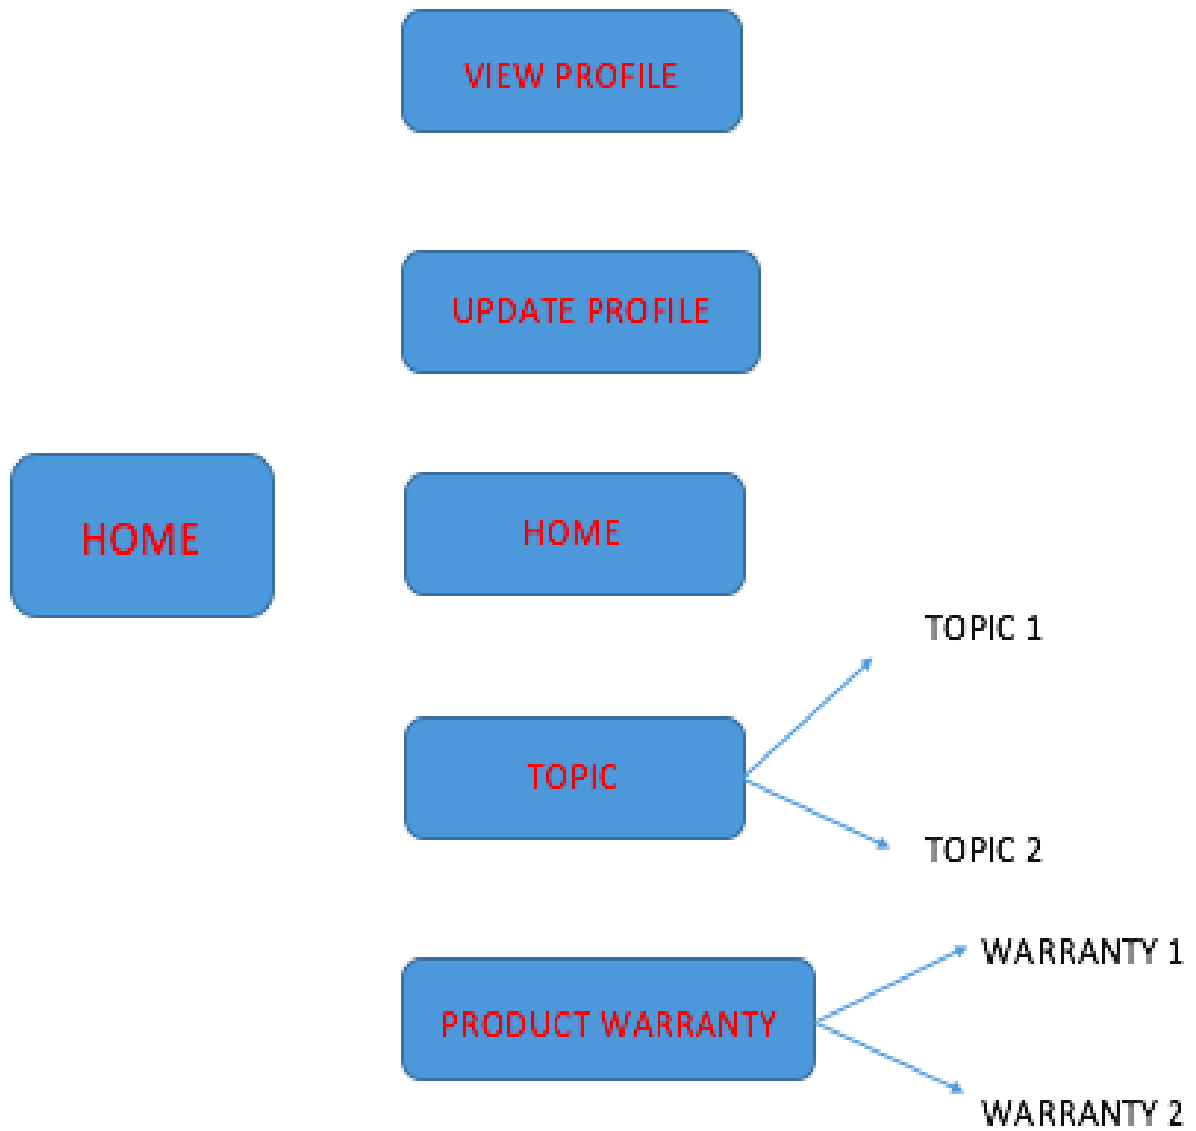 VIEW PROFILE
UPDATE PROFILE
HOME
HOME
TOPIC 1
TOPIC
TOPIC 2
WARRANTY 1
PRODUCT WARRANTY
WARRANTY 2